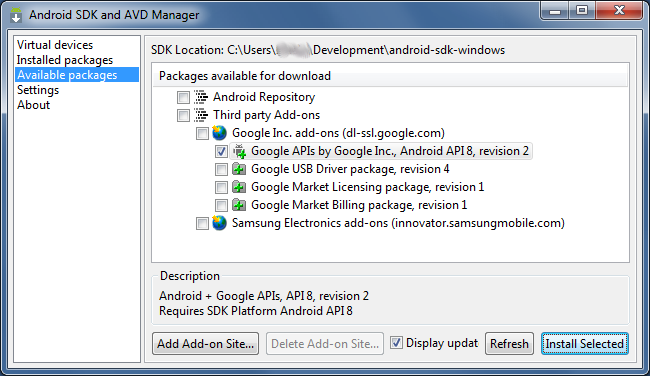 Android SDK and AVD Manager
Virtual devices
Installed packages
Available packages
Settings
About
SDK Location: C:\Users\ \Development\android-sdk-windows
Packages available for download
Android Repository
Third party Add-ons
Google Inc. add-ons (dl-ssl.google.com)
Google APIs by Google Inc., Android API 8, revision 2
Google USB Driver package, revision 4
Google Market Licensing package, revision 1
Google Market Billing package, revision 1
Samsung Electronics add-ons (innovator.samsungmobile.com)
Description
Android + Google APIs, API 8, revision 2
Requires SDK Platform Android API 8
Add Add-on Site... Delete Add-on Site... Display updat Refresh Install Selected